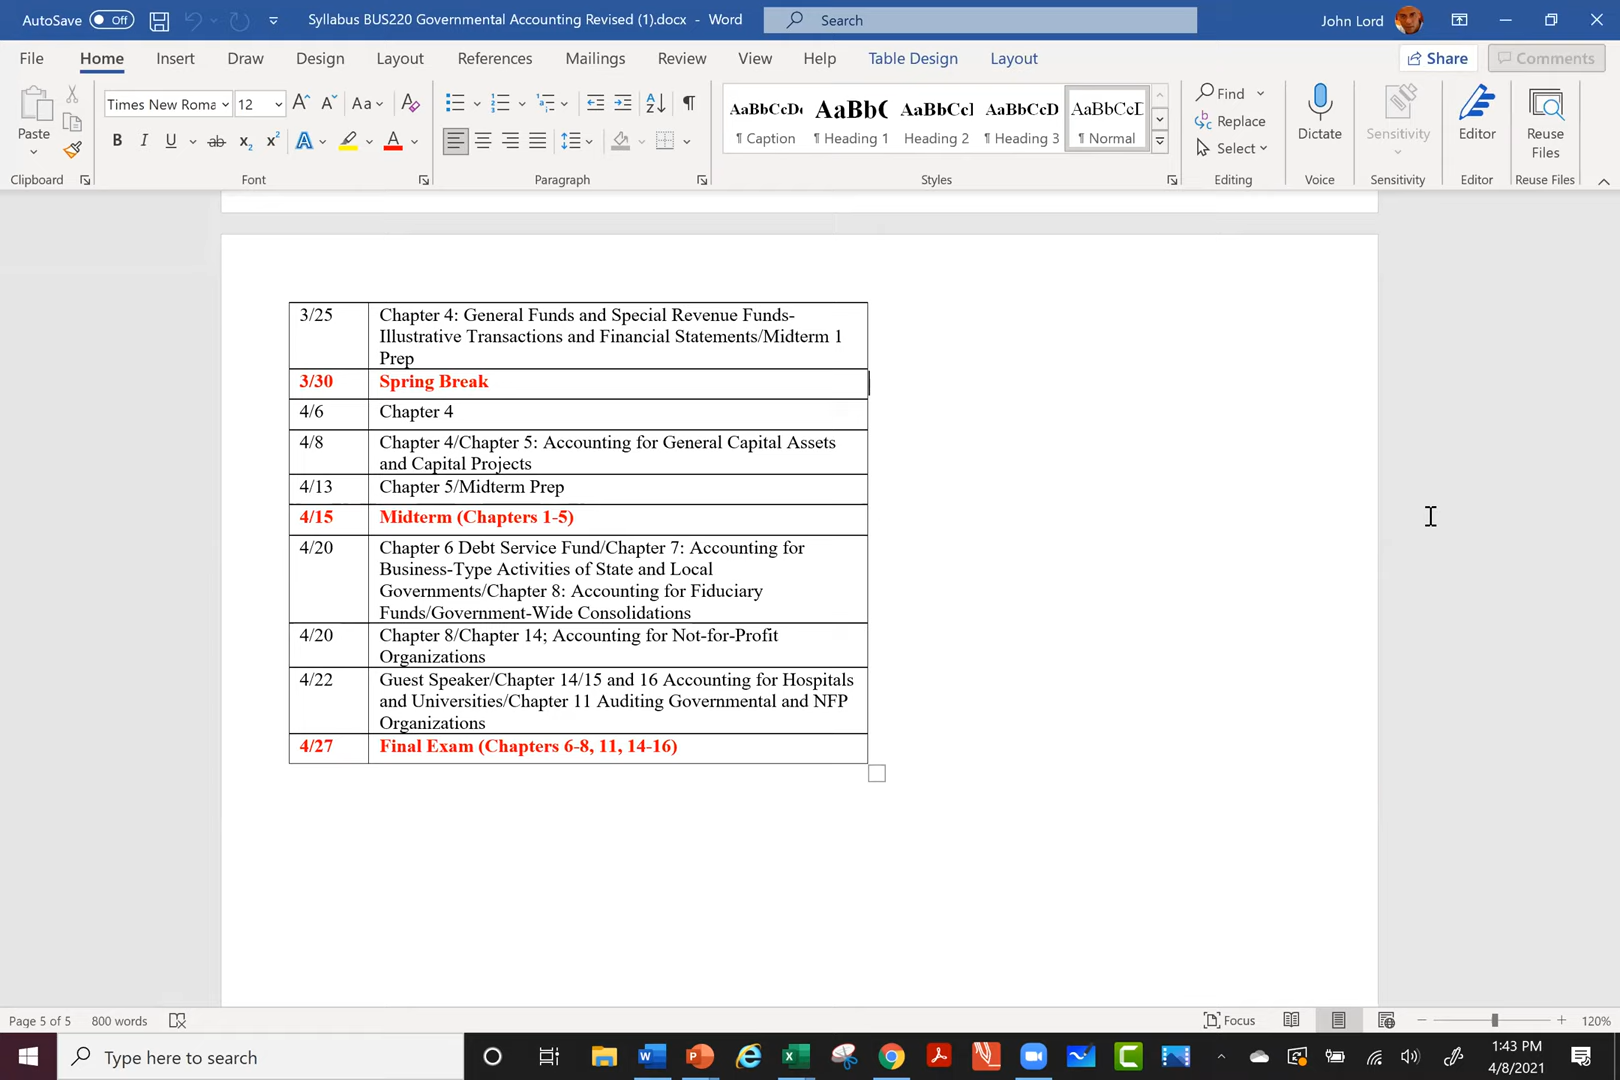 AutoSave Off Syllabus BUS220 Governmental Accounting Revised (1).docx - Word Search John Lord
File Home Insert Draw Design Layout References Mailings Review View Help Table Design Layout Share Comments
Times New Roma 12 Aa AaBbCcDc AaBbC AaBbCcl AaBbCcD AaBbCcI Find
Paste B I U ab x₂ x² A A ¶ Caption ¶ Heading 1 Heading 2 ¶ Heading 3 ¶ Normal Replace Dictate Sensitivity Editor Reuse Files
Select
Clipboard Font Paragraph Styles Editing Voice Sensitivity Editor Reuse Files
3/25 Chapter 4: General Funds and Special Revenue Funds-
Illustrative Transactions and Financial Statements/Midterm 1
Prep
3/30 Spring Break
4/6 Chapter 4
4/8 Chapter 4/Chapter 5: Accounting for General Capital Assets
and Capital Projects
4/13 Chapter 5/Midterm Prep
4/15 Midterm (Chapters 1-5)
4/20 Chapter 6 Debt Service Fund/Chapter 7: Accounting for
Business-Type Activities of State and Local
Governments/Chapter 8: Accounting for Fiduciary
Funds/Government-Wide Consolidations
4/20 Chapter 8/Chapter 14; Accounting for Not-for-Profit
Organizations
4/22 Guest Speaker/Chapter 14/15 and 16 Accounting for Hospitals
and Universities/Chapter 11 Auditing Governmental and NFP
Organizations
4/27 Final Exam (Chapters 6-8, 11, 14-16)
Page 5 of 5 800 words Focus 120%
Type here to search 1:43 PM
4/8/2021